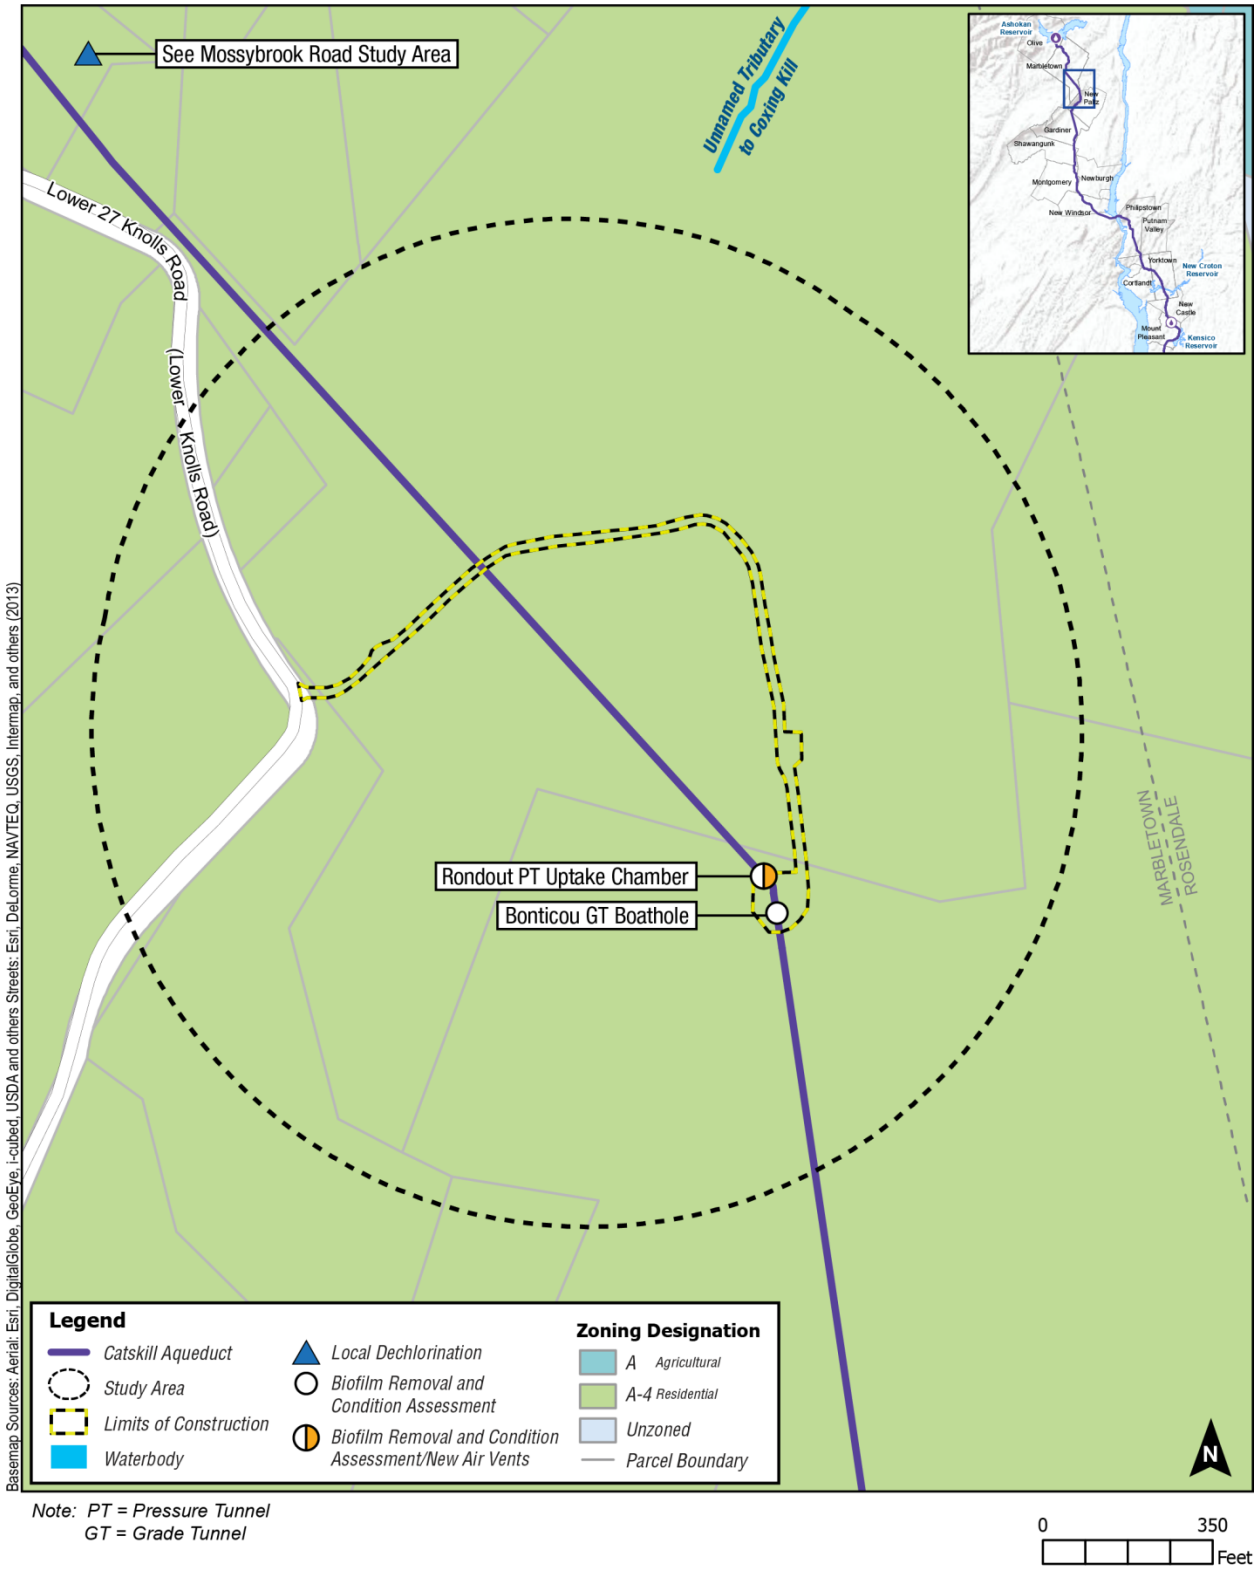 See Mossybrook Road Study Area
Unnamed Tributary
to Coxing Kill
Ashokan
Reservoir
Olive
Marbletown
New
Paltz
Gardiner
Shawangunk
Montgomery
Newburgh
New Windsor
Philipstown
Putnam
Valley
Yorktown
New Croton
Reservoir
Cortlandt
New
Castle
Mount
Pleasant
Kensico
Reservoir
Lower 27 Knolls Road
(Lower Knolls Road)
MARBLETOWN
ROSENDALE
Rondout PT Uptake Chamber
Bonticou GT Boathole
Basemap Sources: Aerial: Esri, DigitalGlobe, GeoEye, i-cubed, USDA and others Streets: Esri, DeLorme, NAVTEQ, USGS, Intermap, and others (2013)
Legend
Catskill Aqueduct
Study Area
Limits of Construction
Waterbody
Local Dechlorination
Biofilm Removal and
Condition Assessment
Biofilm Removal and Condition
Assessment/New Air Vents
Zoning Designation
A Agricultural
A-4 Residential
Unzoned
Parcel Boundary
N
Note: PT = Pressure Tunnel
GT = Grade Tunnel
0 350
Feet